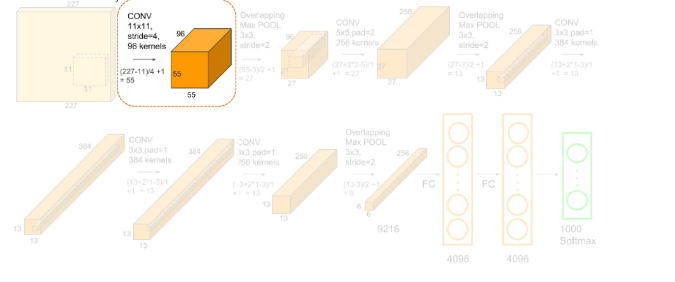 227
11
11
227
CONV
11x11,
stride=4,
96 kernels
(227-11)/4 +1
= 55
96
55
55
Overlapping
Max POOL
3x3,
stride=2
(55-3)/2 +1
= 27
96
27
27
CONV
5x5,pad=2
256 kernels
(27+2*2-5)/1
+1 = 27
256
27
27
Overlapping
Max POOL
3x3,
stride=2
(27-3)/2 +1
= 13
256
13
13
CONV
3x3,pad=1
384 kernels
(13+2*1-3)/1
+1 = 13
384
13
13
CONV
3x3,pad=1
384 kernels
(13+2*1-3)/1
+1 = 13
384
13
13
CONV
3x3,pad=1
256 kernels
(13+2*1-3)/1
+1 = 13
256
13
13
Overlapping
Max POOL
3x3,
stride=2
(13-3)/2 +1
= 6
256
6
6
9216
FC
4096
FC
4096
1000
Softmax